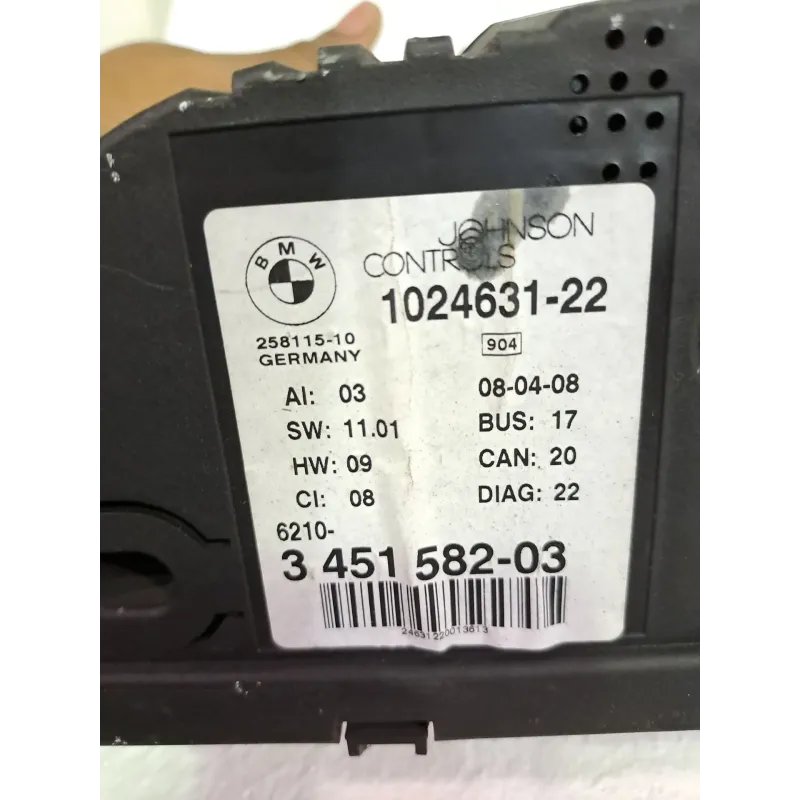 BMW
JOHNSON
CONTROLS
1024631-22
258115-10
GERMANY
904
AI: 03
08-04-08
SW: 11.01
BUS: 17
HW: 09
CAN: 20
CI: 08
DIAG: 22
6210-
3 451 582-03
24631220013613